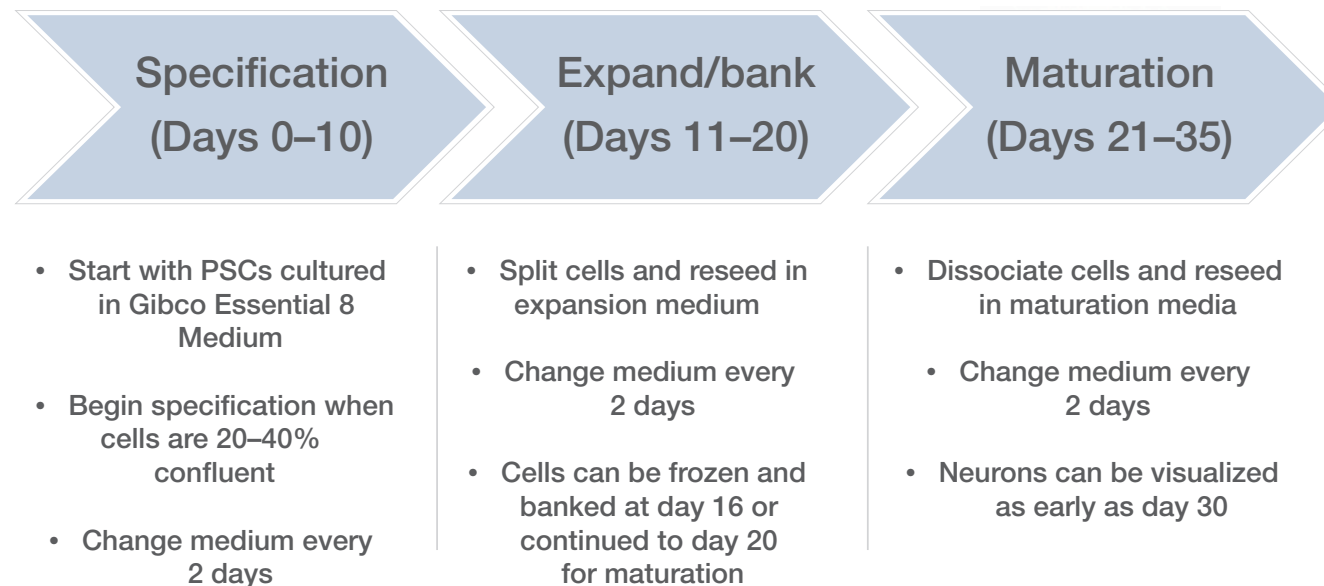 Specification
(Days 0–10)
Expand/bank
(Days 11–20)
Maturation
(Days 21–35)
• Start with PSCs cultured
in Gibco Essential 8
Medium
• Begin specification when
cells are 20–40%
confluent
• Change medium every
2 days
• Split cells and reseed in
expansion medium
• Change medium every
2 days
• Cells can be frozen and
banked at day 16 or
continued to day 20
for maturation
• Dissociate cells and reseed
in maturation media
• Change medium every
2 days
• Neurons can be visualized
as early as day 30